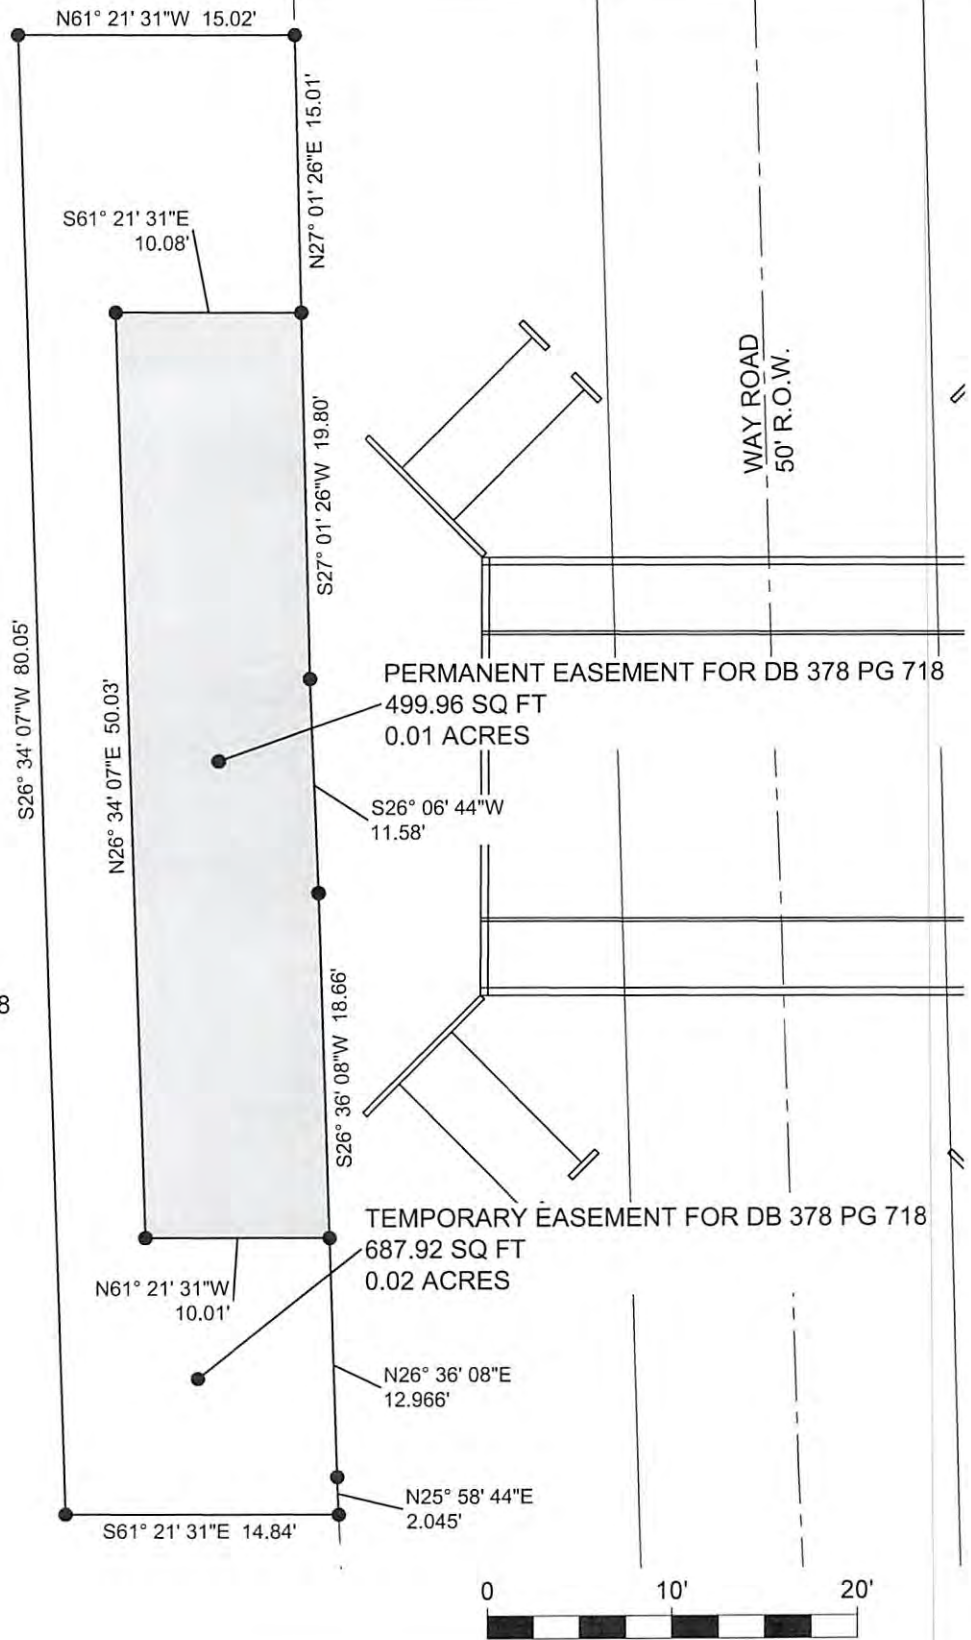 N61° 21' 31"W 15.02'
N27° 01' 26"E 15.01'
S61° 21' 31"E
10.08'
WAY ROAD
50' R.O.W.
S27° 01' 26"W 19.80'
S26° 34' 07"W 80.05'
N26° 34' 07"E 50.03'
PERMANENT EASEMENT FOR DB 378 PG 718
499.96 SQ FT
0.01 ACRES
S26° 06' 44"W
11.58'
8
S26° 36' 08"W 18.66'
TEMPORARY EASEMENT FOR DB 378 PG 718
687.92 SQ FT
0.02 ACRES
N61° 21' 31"W
10.01'
N26° 36' 08"E
12.966'
N25° 58' 44"E
2.045'
S61° 21' 31"E 14.84'
0 10' 20'